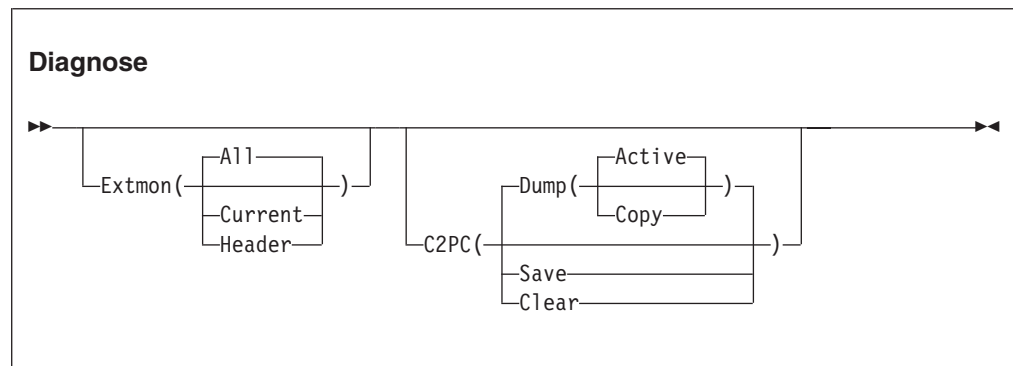 Diagnose
All
Active
Extmon( ) Dump( )
Current Copy
Header C2PC( )
Save
Clear